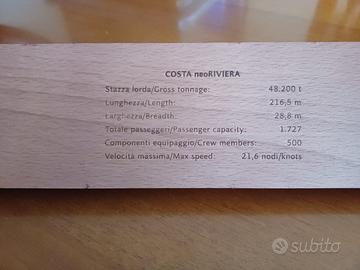 COSTA neoRIVIERA
Stazza lorda/Gross tonnage: 48.200 t
Lunghezza/Length: 216,5 m
Larghezza/Breadth: 28,8 m
Totale passeggeri/Passenger capacity: 1.727
Componenti equipaggio/Crew members: 500
Velocità massima/Max speed: 21,6 nodi/knots
subito